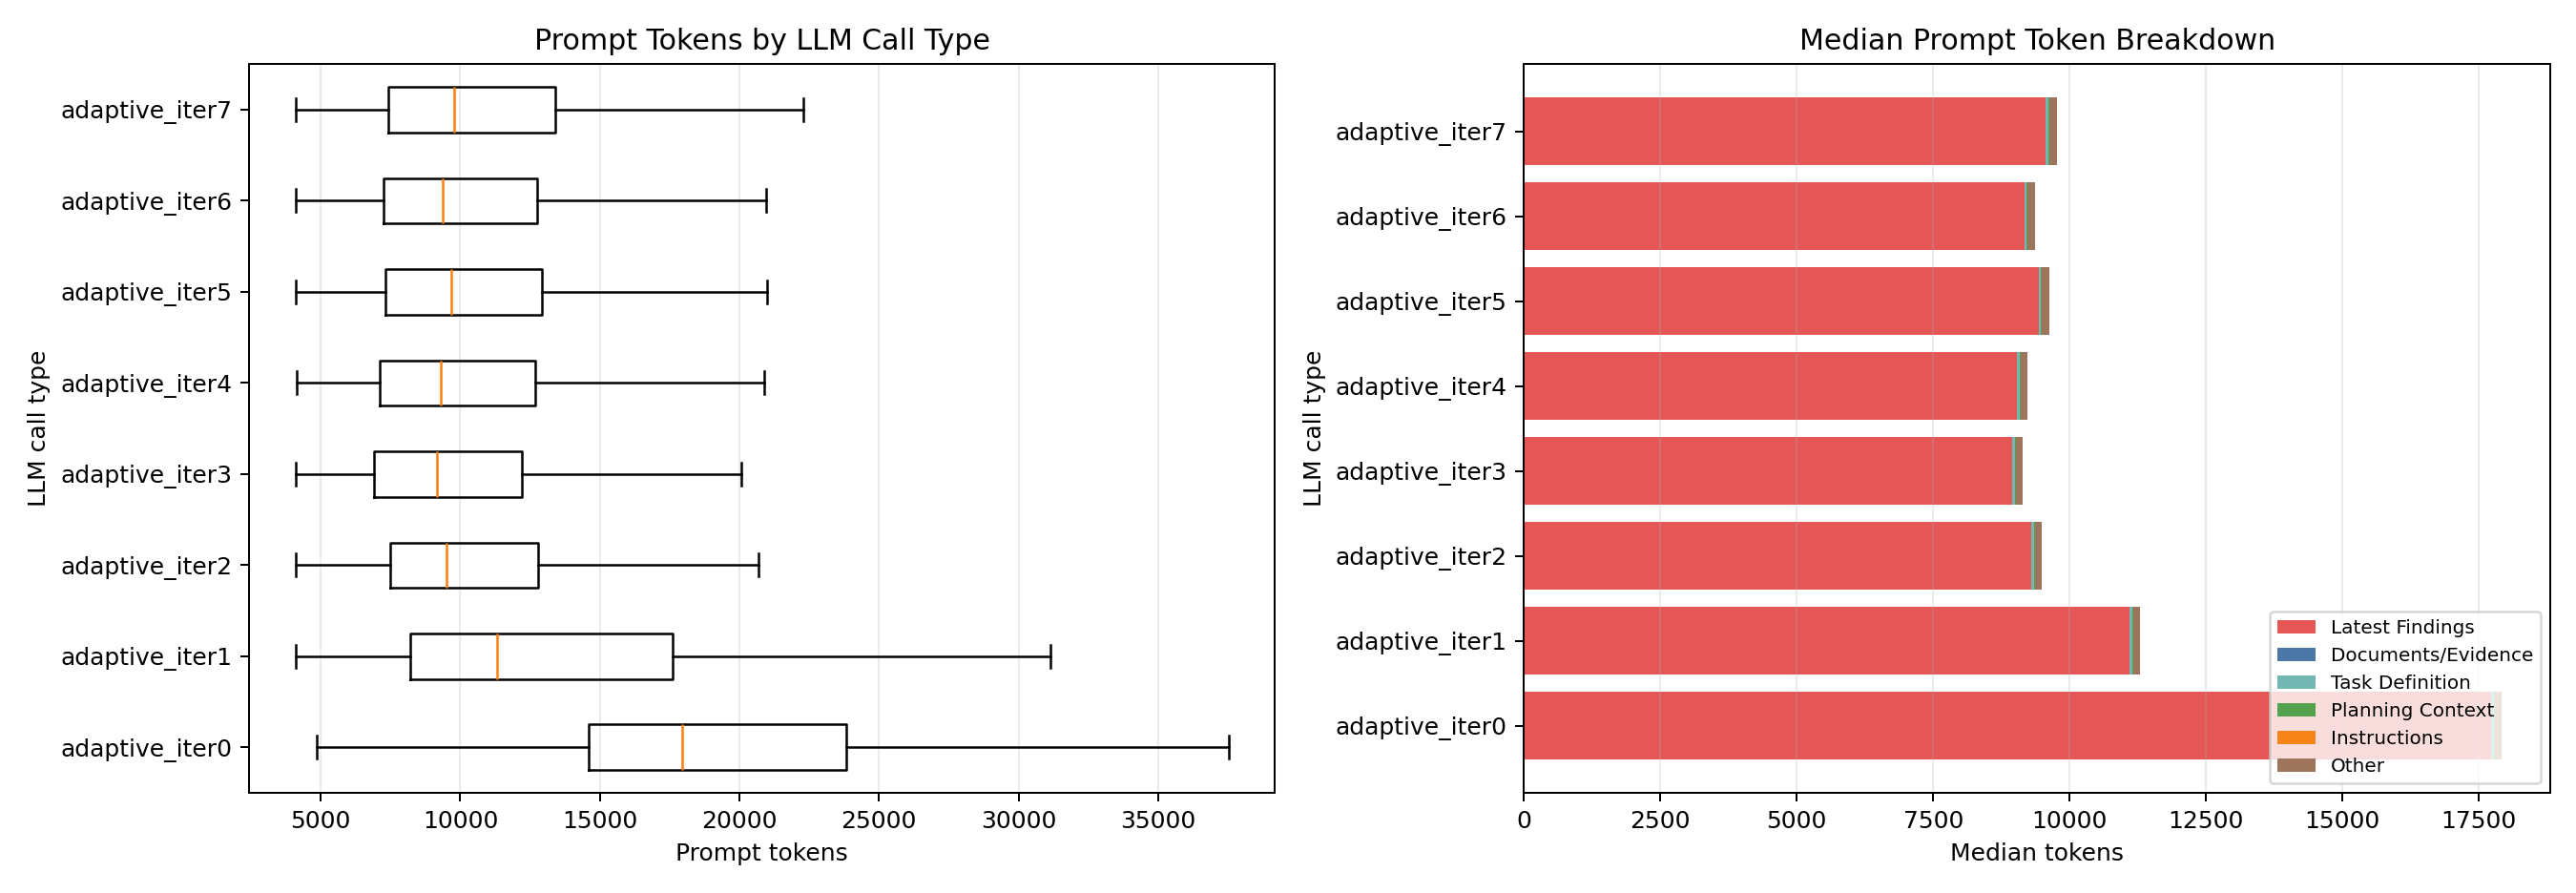 Prompt Tokens by LLM Call Type
LLM call type
adaptive_iter7
adaptive_iter6
adaptive_iter5
adaptive_iter4
adaptive_iter3
adaptive_iter2
adaptive_iter1
adaptive_iter0
5000 10000 15000 20000 25000 30000 35000
Prompt tokens
Median Prompt Token Breakdown
LLM call type
adaptive_iter7
adaptive_iter6
adaptive_iter5
adaptive_iter4
adaptive_iter3
adaptive_iter2
adaptive_iter1
adaptive_iter0
Latest Findings
Documents/Evidence
Task Definition
Planning Context
Instructions
Other
0 2500 5000 7500 10000 12500 15000 17500
Median tokens